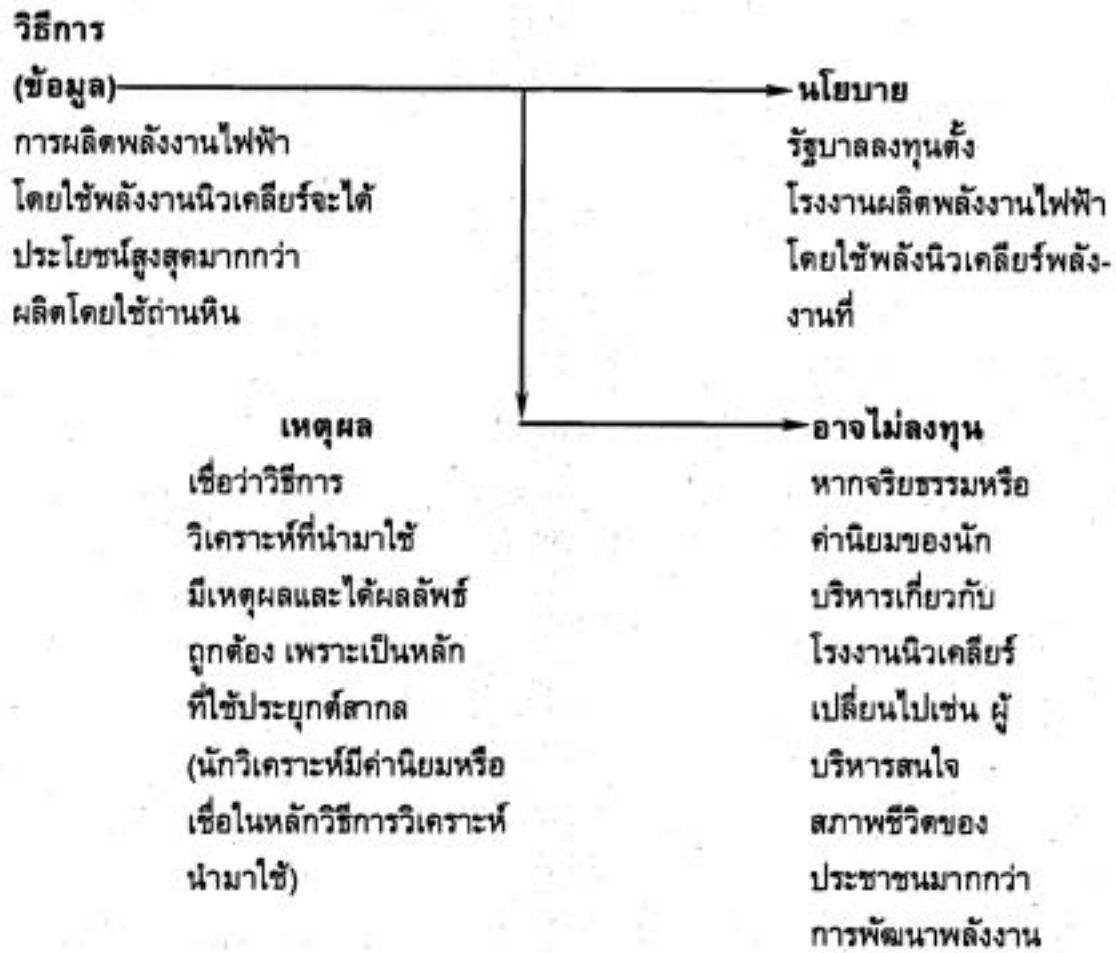 วิธีการ
(ข้อมูล)
การผลิตพลังงานไฟฟ้า
โดยใช้พลังงานนิวเคลียร์จะได้
ประโยชน์สูงสุดมากกว่า
ผลิตโดยใช้ถ่านหิน
นโยบาย
รัฐบาลลงทุนตั้ง
โรงงานผลิตพลังงานไฟฟ้า
โดยใช้พลังนิวเคลียร์พลัง-
งานที่
เหตุผล
เชื่อว่าวิธีการ
วิเคราะห์ที่นำมาใช้
มีเหตุผลและได้ผลลัพธ์
ถูกต้อง เพราะเป็นหลัก
ที่ใช้ประยุกต์สากล
(นักวิเคราะห์มีค่านิยมหรือ
เชื่อในหลักวิธีการวิเคราะห์
นำมาใช้)
อาจไม่ลงทุน
หากจริยธรรมหรือ
ค่านิยมของนัก
บริหารเกี่ยวกับ
โรงงานนิวเคลียร์
เปลี่ยนไปเช่น ผู้
บริหารสนใจ
สภาพชีวิตของ
ประชาชนมากกว่า
การพัฒนาพลังงาน